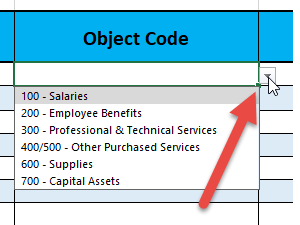 Object Code
100 - Salaries
200 - Employee Benefits
300 - Professional & Technical Services
400/500 - Other Purchased Services
600 - Supplies
700 - Capital Assets